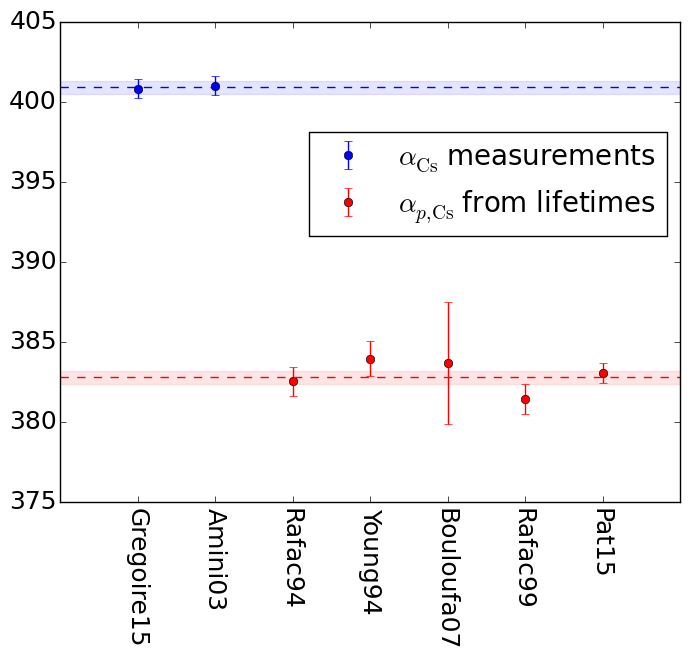 405
400
395
390
385
380
375
α_Cs measurements
α_p,Cs from lifetimes
Gregoire15
Amini03
Rafac94
Young94
Bouloufa07
Rafac99
Pat15